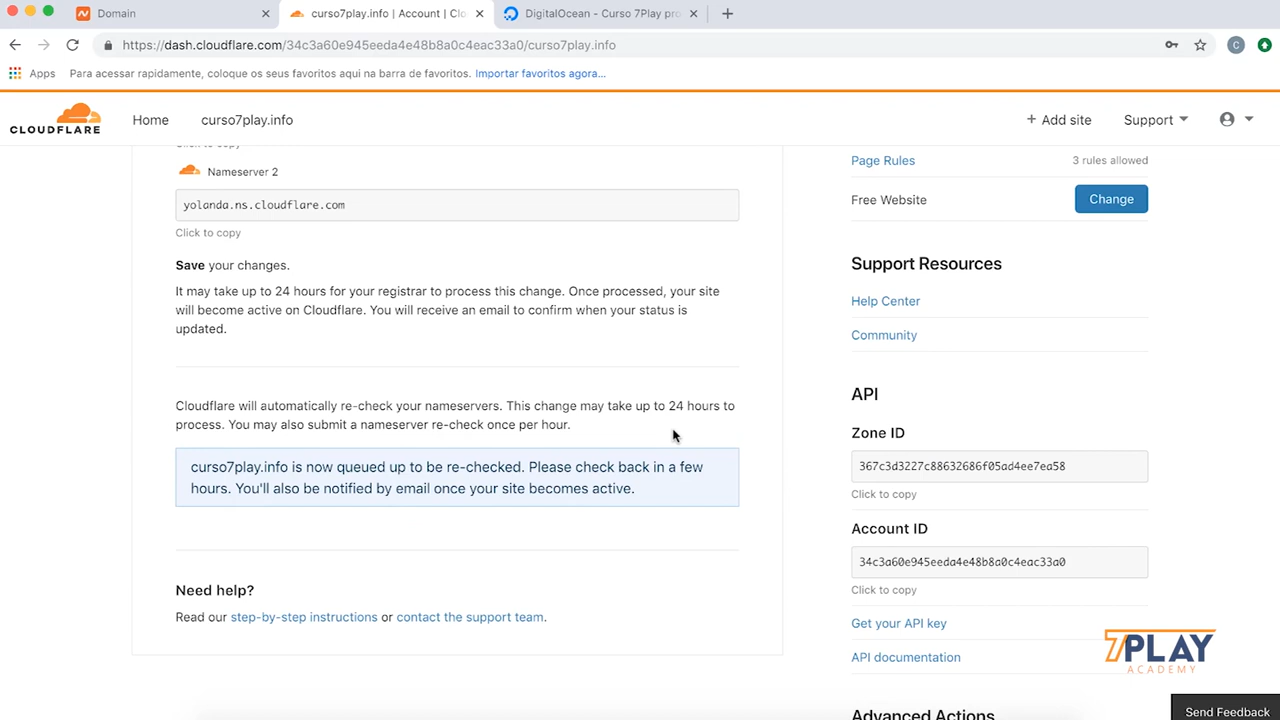 Domain
curso7play.info | Account | Clo
DigitalOcean - Curso 7Play pro
https://dash.cloudflare.com/34c3a60e945eeda4e48b8a0c4eac33a0/curso7play.info
C
Apps
Para acessar rapidamente, coloque os seus favoritos aqui na barra de favoritos. Importar favoritos agora...
CLOUDFLARE
Home
curso7play.info
+ Add site
Support
Click to copy
Nameserver 2
yolanda.ns.cloudflare.com
Click to copy
Save your changes.
It may take up to 24 hours for your registrar to process this change. Once processed, your site
will become active on Cloudflare. You will receive an email to confirm when your status is
updated.
Cloudflare will automatically re-check your nameservers. This change may take up to 24 hours to
process. You may also submit a nameserver re-check once per hour.
curso7play.info is now queued up to be re-checked. Please check back in a few
hours. You'll also be notified by email once your site becomes active.
Need help?
Read our step-by-step instructions or contact the support team.
Page Rules
3 rules allowed
Free Website
Change
Support Resources
Help Center
Community
API
Zone ID
367c3d3227c88632686f05ad4ee7ea58
Click to copy
Account ID
34c3a60e945eeda4e48b8a0c4eac33a0
Click to copy
Get your API key
API documentation
7PLAY
ACADEMY
Advanced Actions
Send Feedback